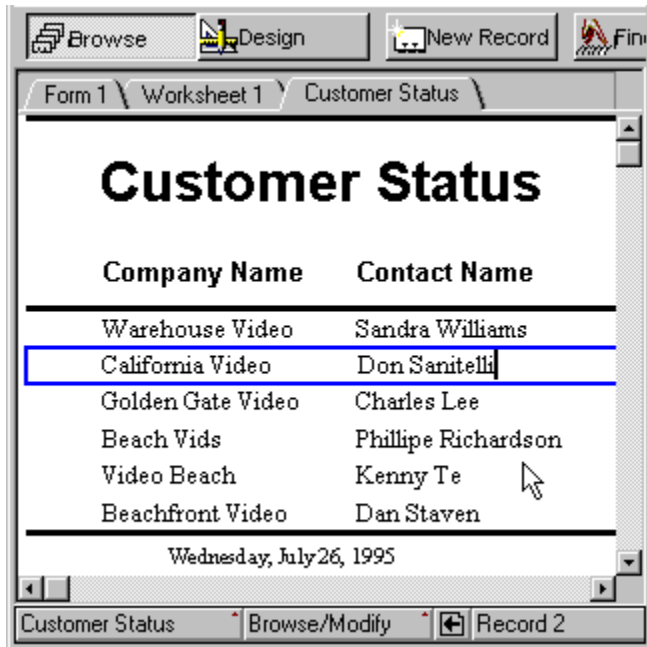 Browse Design New Record Fin
Form 1 Worksheet 1 Customer Status
Customer Status
Company Name Contact Name
Warehouse Video Sandra Williams
California Video Don Sanitelli
Golden Gate Video Charles Lee
Beach Vids Phillipe Richardson
Video Beach Kenny Te
Beachfront Video Dan Staven
Wednesday, July 26, 1995
Customer Status Browse/Modify Record 2